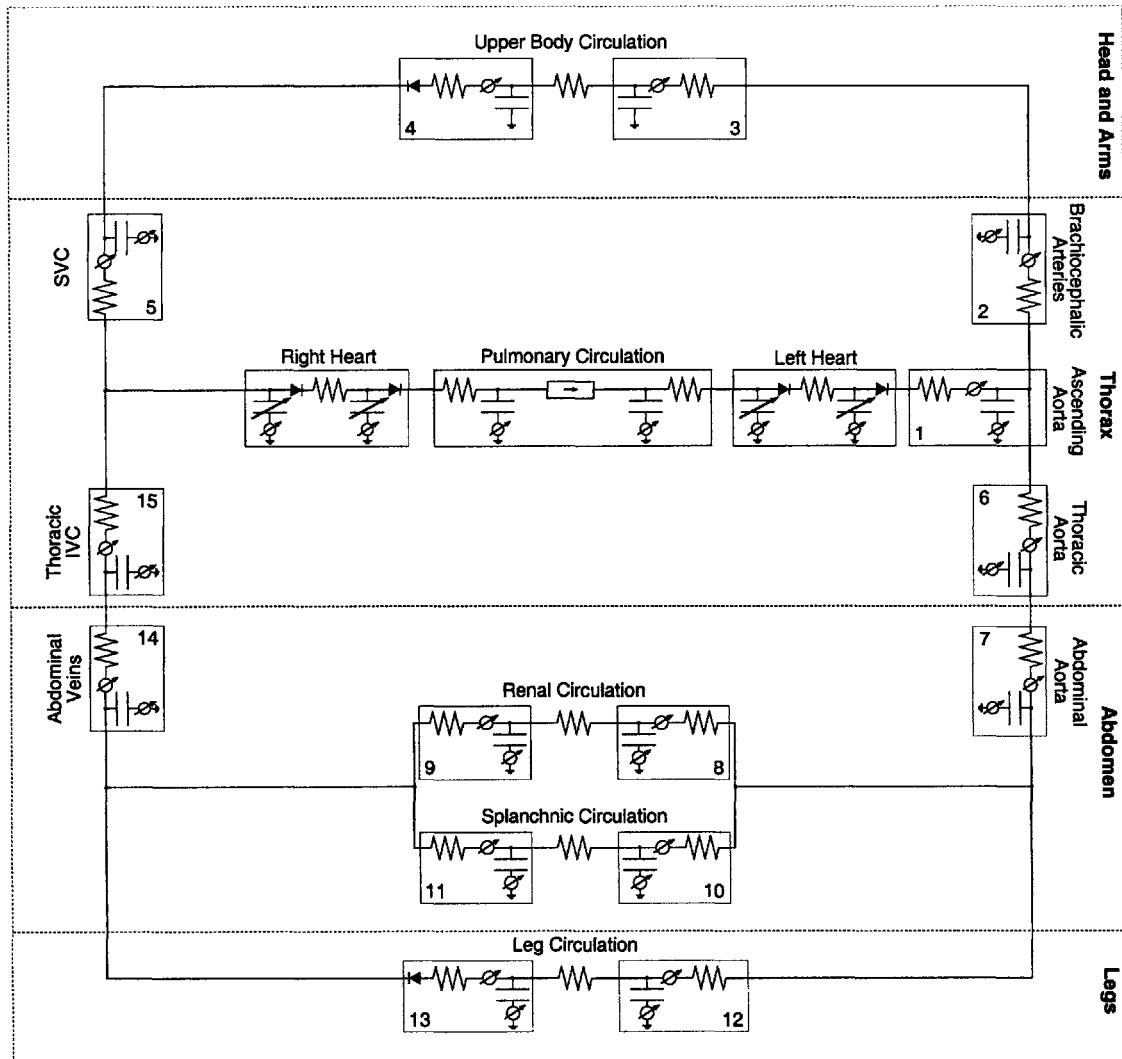 Head and Arms
Upper Body Circulation
4
3
SVC
5
Brachiocephalic
Arteries
2
Thorax
Right Heart
Pulmonary Circulation
Left Heart
Ascending
Aorta
1
15
Thoracic
IVC
6
Thoracic
Aorta
14
Abdominal
Veins
7
Abdominal
Aorta
Abdomen
Renal Circulation
9
8
Splanchnic Circulation
11
10
Leg Circulation
13
12
Legs